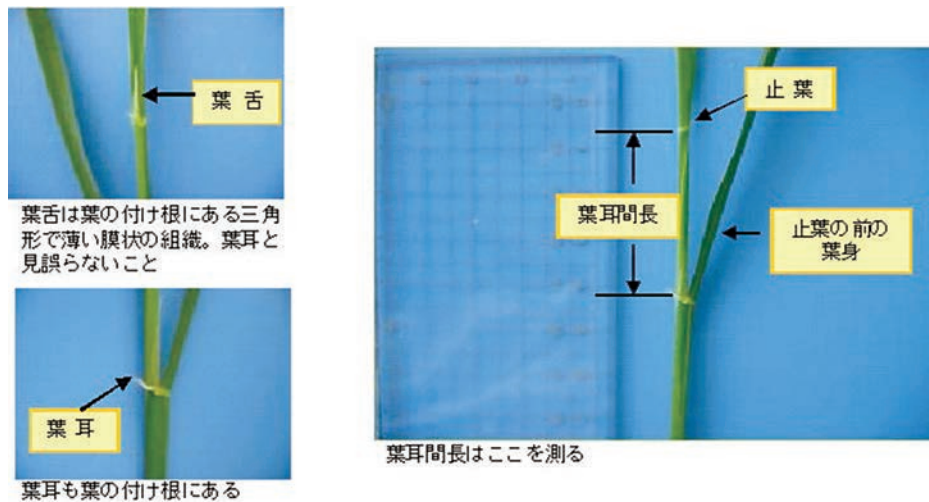 葉 舌
葉舌は葉の付け根にある三角
形で薄い膜状の組織。葉耳と
見誤らないこと
葉 耳
葉耳も葉の付け根にある
止 葉
葉耳間長
止葉の前の
葉身
葉耳間長はここを測る